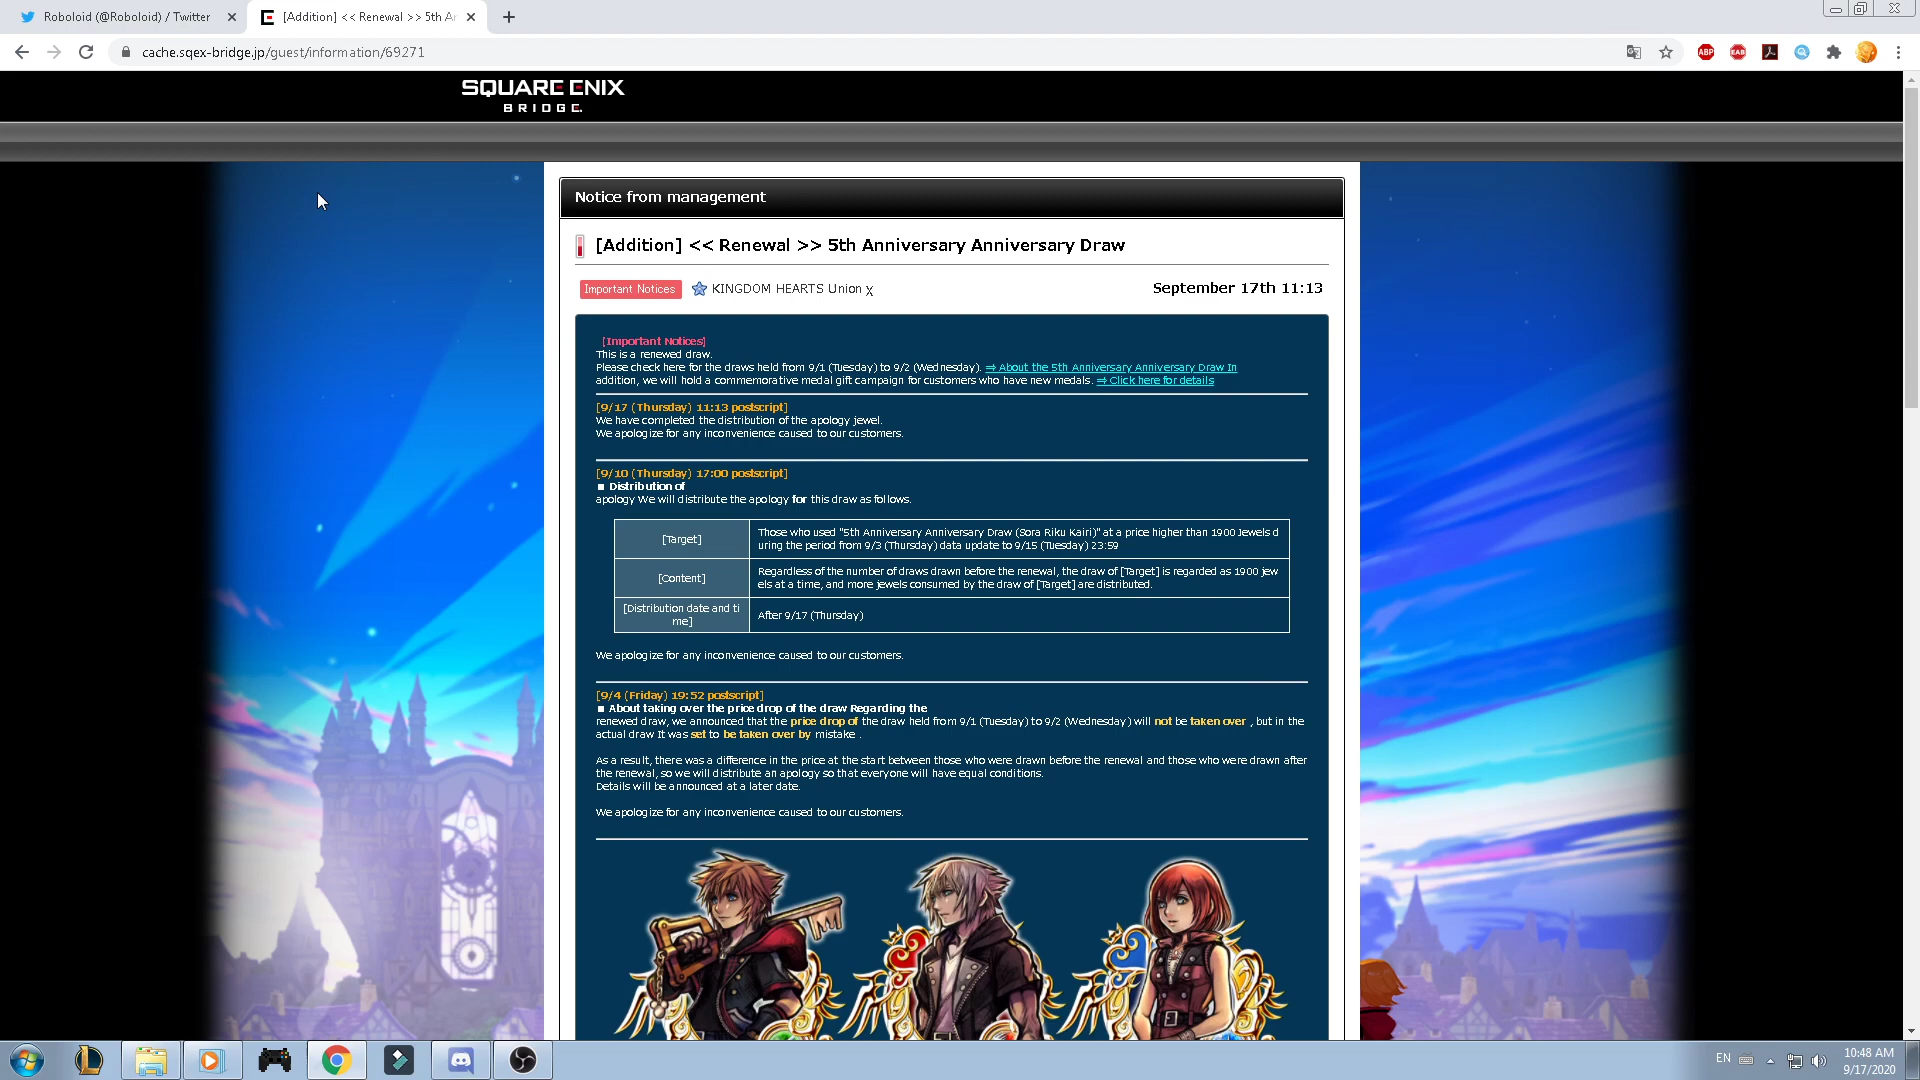 Roboloid (@Roboloid) / Twitter
[Addition] << Renewal >> 5th Ar
cache.sqex-bridge.jp/guest/information/69271
ABP
EAB
SQUARE ENIX
BRIDGE.
Notice from management
[Addition] << Renewal >> 5th Anniversary Anniversary Draw
Important Notices KINGDOM HEARTS Union χ September 17th 11:13
[Important Notices]
This is a renewed draw.
Please check here for the draws held from 9/1 (Tuesday) to 9/2 (Wednesday). ⇒ About the 5th Anniversary Anniversary Draw In
addition, we will hold a commemorative medal gift campaign for customers who have new medals. ⇒ Click here for details
[9/17 (Thursday) 11:13 postscript]
We have completed the distribution of the apology jewel.
We apologize for any inconvenience caused to our customers.
[9/10 (Thursday) 17:00 postscript]
■ Distribution of
apology We will distribute the apology for this draw as follows.
[Target]
Those who used "5th Anniversary Anniversary Draw (Sora Riku Kairi)" at a price higher than 1900 Jewels d
uring the period from 9/3 (Thursday) data update to 9/15 (Tuesday) 23:59
[Content]
Regardless of the number of draws drawn before the renewal, the draw of [Target] is regarded as 1900 jew
els at a time, and more jewels consumed by the draw of [Target] are distributed.
[Distribution date and ti
me]
After 9/17 (Thursday)
We apologize for any inconvenience caused to our customers.
[9/4 (Friday) 19:52 postscript]
■ About taking over the price drop of the draw Regarding the
renewed draw, we announced that the price drop of the draw held from 9/1 (Tuesday) to 9/2 (Wednesday) will not be taken over , but in the
actual draw It was set to be taken over by mistake .
As a result, there was a difference in the price at the start between those who were drawn before the renewal and those who were drawn after
the renewal, so we will distribute an apology so that everyone will have equal conditions.
Details will be announced at a later date.
We apologize for any inconvenience caused to our customers.
EN
10:48 AM
9/17/2020